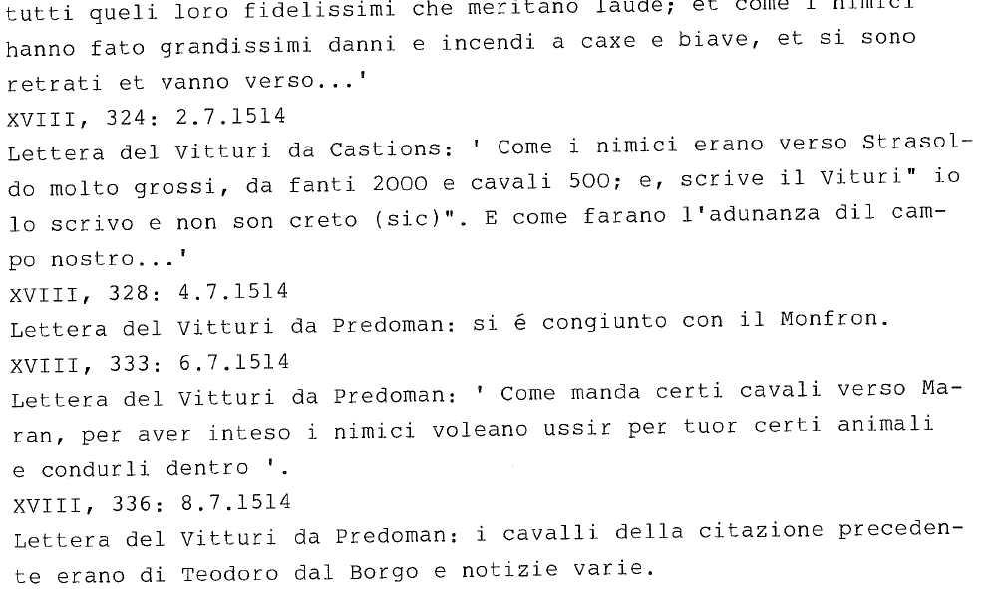 tutti queli loro fidelissimi che meritano laude; et come i nimici
hanno fato grandissimi danni e incendi a caxe e biave, et si sono
retrati et vanno verso...'
XVIII, 324: 2.7.1514
Lettera del Vitturi da Castions: ' Come i nimici erano verso Strasol-
do molto grossi, da fanti 2000 e cavali 500; e, scrive il Vituri" io
lo scrivo e non son creto (sic)". E come farano l'adunanza dil cam-
po nostro...'
XVIII, 328: 4.7.1514
Lettera del Vitturi da Predoman: si é congiunto con il Monfron.
XVIII, 333: 6.7.1514
Lettera del Vitturi da Predoman: ' Come manda certi cavali verso Ma-
ran, per aver inteso i nimici voleano ussir per tuor certi animali
e condurli dentro '.
XVIII, 336: 8.7.1514
Lettera del Vitturi da Predoman: i cavalli della citazione preceden-
te erano di Teodoro dal Borgo e notizie varie.